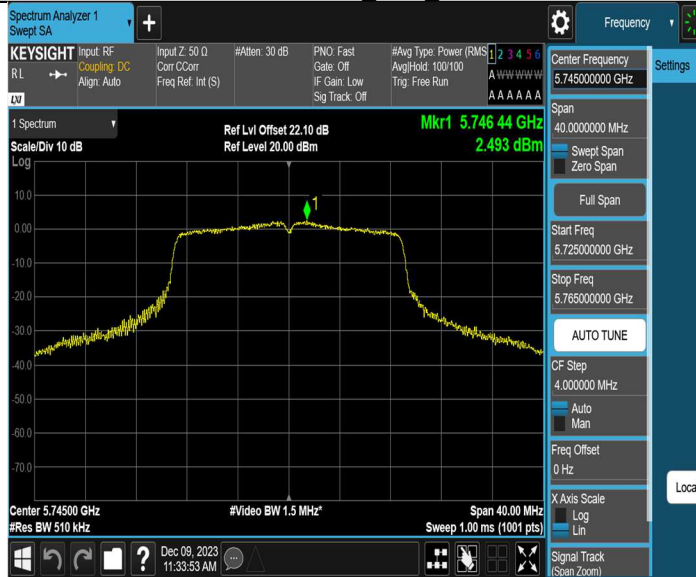 Spectrum Analyzer 1
Swept SA
Frequency
KEYSIGHT
RL
LXI
Input: RF
Coupling: DC
Align: Auto
Input Z: 50 Ω
Corr CCorr
Freq Ref: Int (S)
#Atten: 30 dB
PNO: Fast
Gate: Off
IF Gain: Low
Sig Track: Off
#Avg Type: Power (RMS
Avg|Hold: 100/100
Trig: Free Run
1 2 3 4 5 6
A W W W W W
A A A A A A
1 Spectrum
Scale/Div 10 dB
Log
Ref Lvl Offset 22.10 dB
Ref Level 20.00 dBm
Mkr1 5.746 44 GHz
2.493 dBm
1
10.0
0.00
-10.0
-20.0
-30.0
-40.0
-50.0
-60.0
-70.0
Center 5.74500 GHz
#Res BW 510 kHz
#Video BW 1.5 MHz*
Span 40.00 MHz
Sweep 1.00 ms (1001 pts)
Dec 09, 2023
11:33:53 AM
?
Center Frequency
5.745000000 GHz
Settings
Span
40.0000000 MHz
Swept Span
Zero Span
Full Span
Start Freq
5.725000000 GHz
Stop Freq
5.765000000 GHz
AUTO TUNE
CF Step
4.000000 MHz
Auto
Man
Freq Offset
0 Hz
X Axis Scale
Log
Lin
Loca
Signal Track
(Span Zoom)